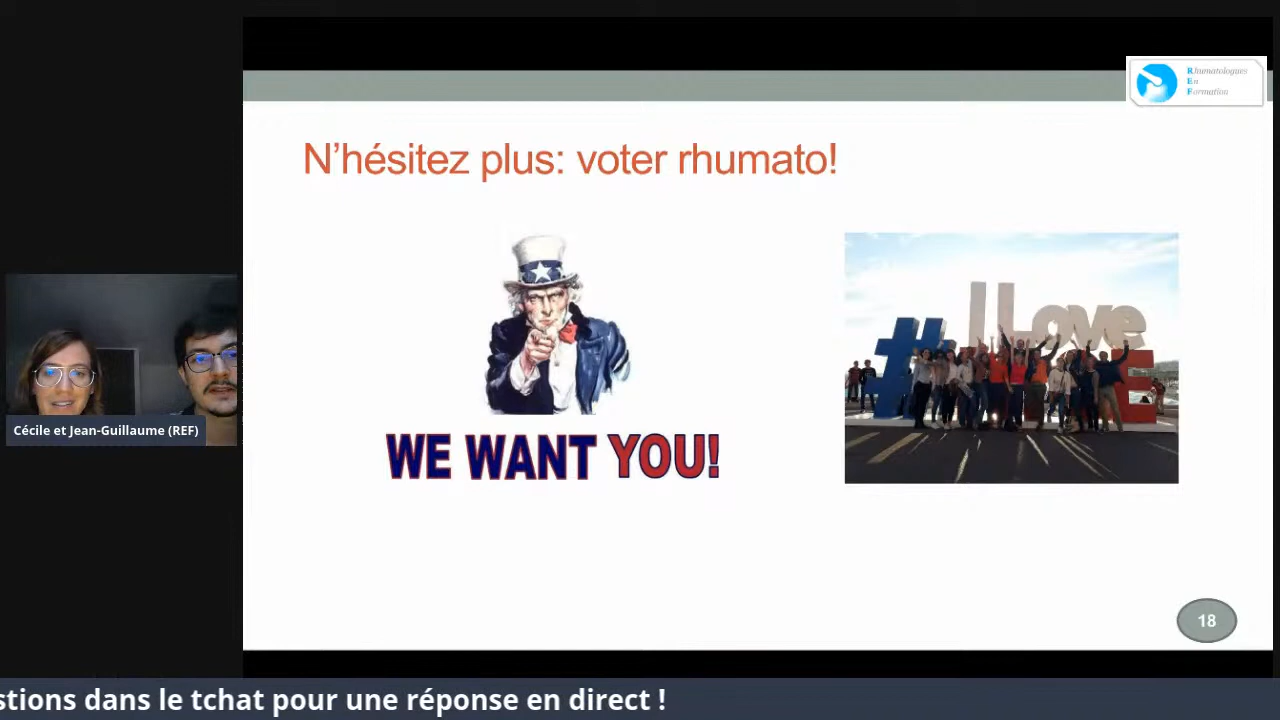 Rhumatologues
En
Formation
N'hésitez plus: voter rhumato!
# I Love
E
WE WANT YOU!
Cécile et Jean-Guillaume (REF)
18
stions dans le tchat pour une réponse en direct !